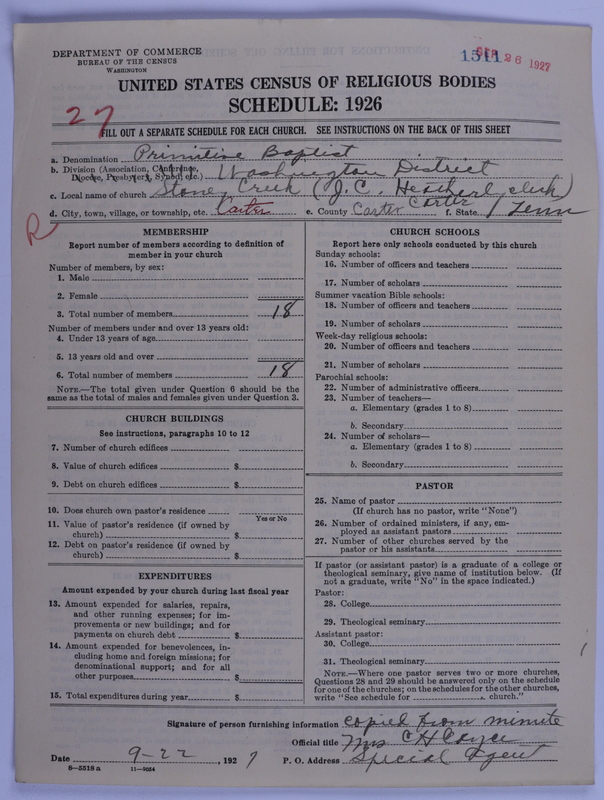 DEPARTMENT OF COMMERCE
BUREAU OF THE CENSUS
WASHINGTON
1511 SEP 26 1927
UNITED STATES CENSUS OF RELIGIOUS BODIES
SCHEDULE: 1926
27
FILL OUT A SEPARATE SCHEDULE FOR EACH CHURCH. SEE INSTRUCTIONS ON THE BACK OF THIS SHEET
a. Denomination Primitive Baptist
b. Division (Association, Conference, Diocese, Presbytery, Synod, etc.) Washington District
c. Local name of church Stoney Creek (J.C. clerk)
d. City, town, village, or township, etc. Carter e. County Carter Carter f. State Tenn
R
MEMBERSHIP
Report number of members according to definition of
member in your church
Number of members, by sex:
1. Male
2. Female
3. Total number of members 18
Number of members under and over 13 years old:
4. Under 13 years of age
5. 13 years old and over
6. Total number of members 18
NOTE.—The total given under Question 6 should be the
same as the total of males and females given under Question 3.
CHURCH BUILDINGS
See instructions, paragraphs 10 to 12
7. Number of church edifices
8. Value of church edifices $
9. Debt on church edifices $
10. Does church own pastor's residence
Yes or No
11. Value of pastor's residence (if owned by
church) $
12. Debt on pastor's residence (if owned by
church) $
EXPENDITURES
Amount expended by your church during last fiscal year
13. Amount expended for salaries, repairs,
and other running expenses; for im-
provements or new buildings; and for
payments on church debt $
14. Amount expended for benevolences, in-
cluding home and foreign missions; for
denominational support; and for all
other purposes $
15. Total expenditures during year $
CHURCH SCHOOLS
Report here only schools conducted by this church
Sunday schools:
16. Number of officers and teachers
17. Number of scholars
Summer vacation Bible schools:
18. Number of officers and teachers
19. Number of scholars
Week-day religious schools:
20. Number of officers and teachers
21. Number of scholars
Parochial schools:
22. Number of administrative officers
23. Number of teachers—
a. Elementary (grades 1 to 8)
b. Secondary
24. Number of scholars—
a. Elementary (grades 1 to 8)
b. Secondary
PASTOR
25. Name of pastor
(If church has no pastor, write "None")
26. Number of ordained ministers, if any, em-
ployed as assistant pastors
27. Number of other churches served by the
pastor or his assistants
If pastor (or assistant pastor) is a graduate of a college or
theological seminary, give name of institution below. (If
not a graduate, write "No" in the space indicated.)
Pastor:
28. College
29. Theological seminary
Assistant pastor:
30. College
31. Theological seminary
NOTE.—Where one pastor serves two or more churches,
Questions 28 and 29 should be answered only on the schedule
for one of the churches; on the schedules for the other churches,
write "See schedule for church."
Signature of person furnishing information copied from minute
Official title Mrs C H Cayce
Date 9-22, 1927 P. O. Address Special Agent
8—5518 a 11—9054